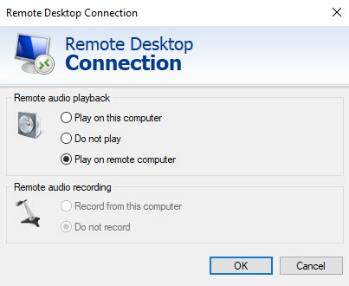 Remote Desktop Connection
Remote Desktop
Connection
Remote audio playback
Play on this computer
Do not play
Play on remote computer
Remote audio recording
Record from this computer
Do not record
OK
Cancel